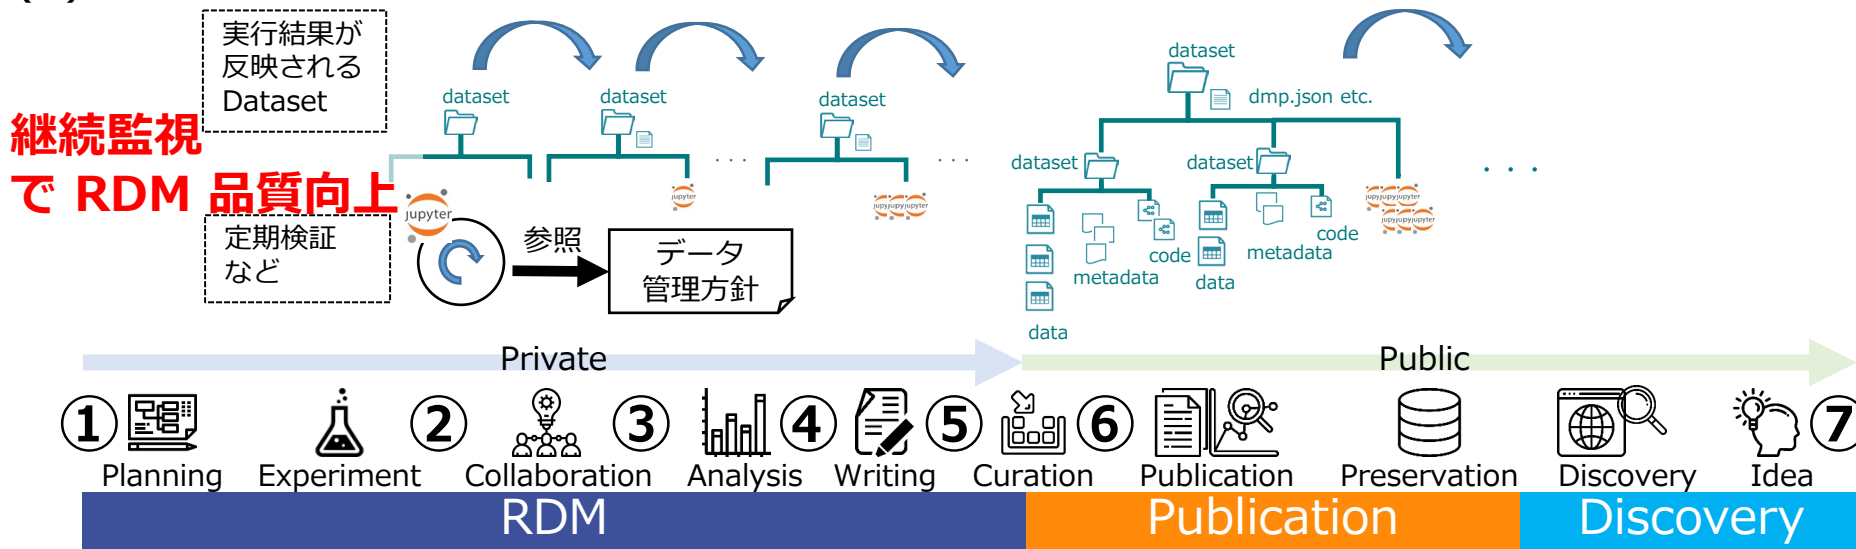 実行結果が
反映される
Dataset
継続監視
で RDM 品質向上
定期検証
など
dataset
dataset
dataset
dataset
dmp.json etc.
. . .
. . .
. . .
dataset
dataset
jupyter
jupyter
参照
データ
管理方針
data
metadata
code
data
metadata
code
data
Private
Public
① ② ③ ④ ⑤ ⑥ ⑦
Planning Experiment Collaboration Analysis Writing Curation Publication Preservation Discovery Idea
RDM Publication Discovery